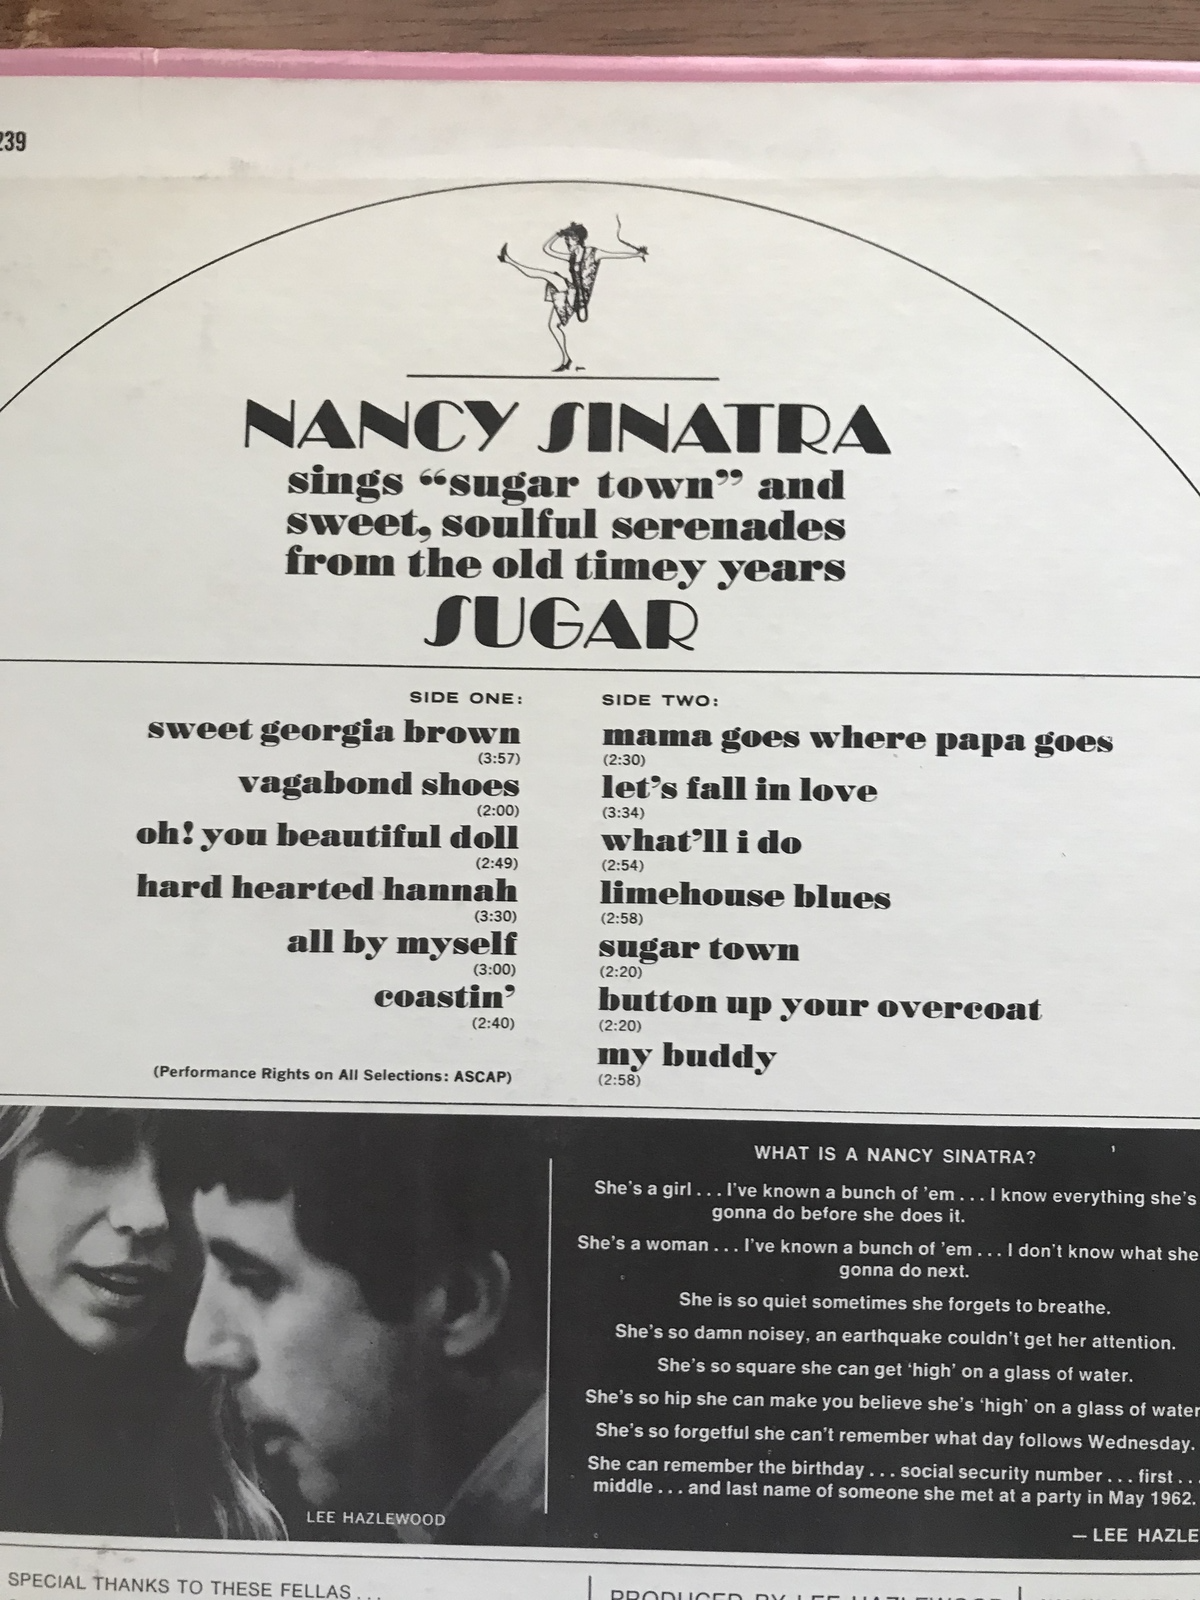 239
NANCY SINATRA
sings “sugar town” and
sweet, soulful serenades
from the old timey years
SUGAR
SIDE ONE:
sweet georgia brown
(3:57)
vagabond shoes
(2:00)
oh! you beautiful doll
(2:49)
hard hearted hannah
(3:30)
all by myself
(3:00)
coastin’
(2:40)
(Performance Rights on All Selections: ASCAP)
SIDE TWO:
mama goes where papa goes
(2:30)
let’s fall in love
(3:34)
what’ll i do
(2:54)
limehouse blues
(2:58)
sugar town
(2:20)
button up your overcoat
(2:20)
my buddy
(2:58)
LEE HAZLEWOOD
WHAT IS A NANCY SINATRA?
She’s a girl . . . I’ve known a bunch of ’em . . . I know everything she’s
gonna do before she does it.
She’s a woman . . . I’ve known a bunch of ’em . . . I don’t know what she
gonna do next.
She is so quiet sometimes she forgets to breathe.
She’s so damn noisey, an earthquake couldn’t get her attention.
She’s so square she can get ‘high’ on a glass of water.
She’s so hip she can make you believe she’s ‘high’ on a glass of water
She’s so forgetful she can’t remember what day follows Wednesday.
She can remember the birthday . . . social security number . . . first . . .
middle . . . and last name of someone she met at a party in May 1962.
— LEE HAZLE
SPECIAL THANKS TO THESE FELLAS . . .
PRODUCED BY LEE HAZLEWOOD